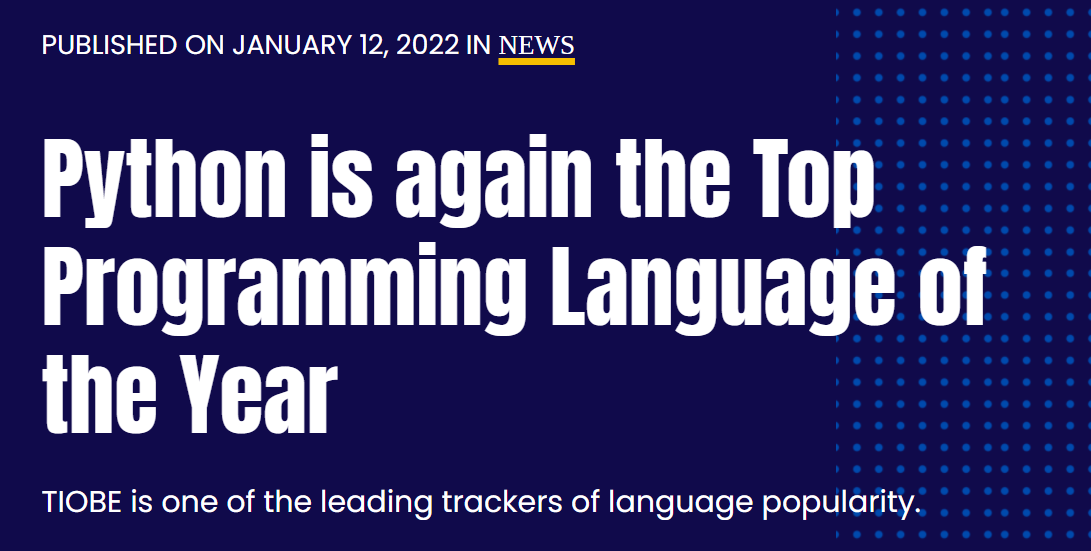 PUBLISHED ON JANUARY 12, 2022 IN NEWS
Python is again the Top
Programming Language of
the Year
TIOBE is one of the leading trackers of language popularity.